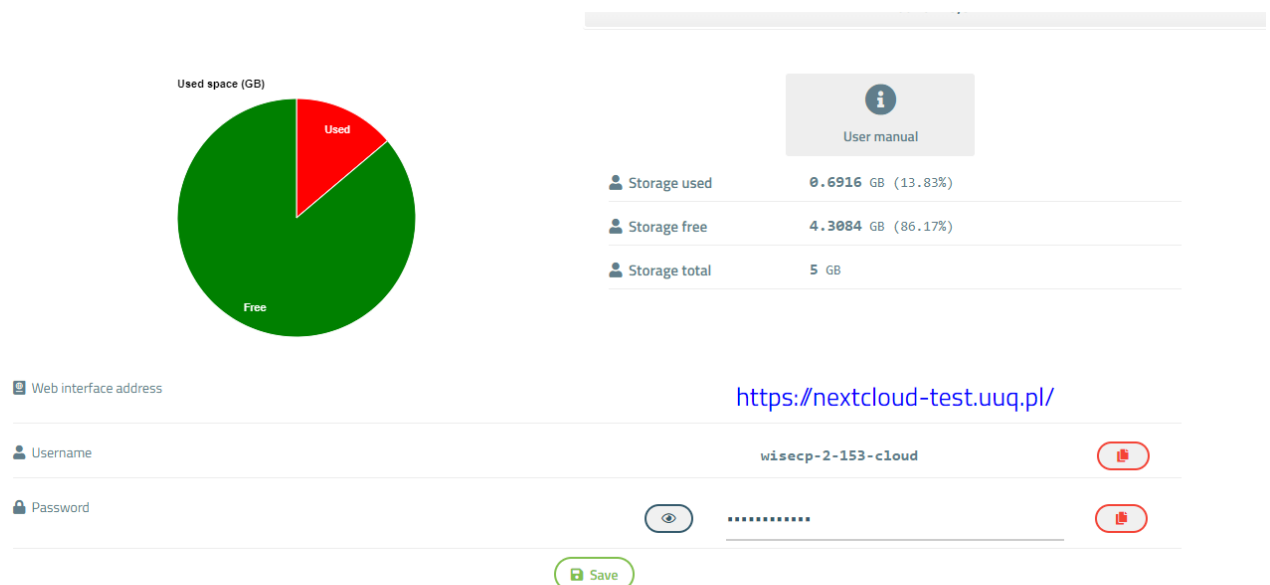 Used space (GB)
Used
Free
User manual
Storage used 0.6916 GB (13.83%)
Storage free 4.3084 GB (86.17%)
Storage total 5 GB
Web interface address https://nextcloud-test.uuq.pl/
Username wisecp-2-153-cloud
Password ••••••••••••
Save